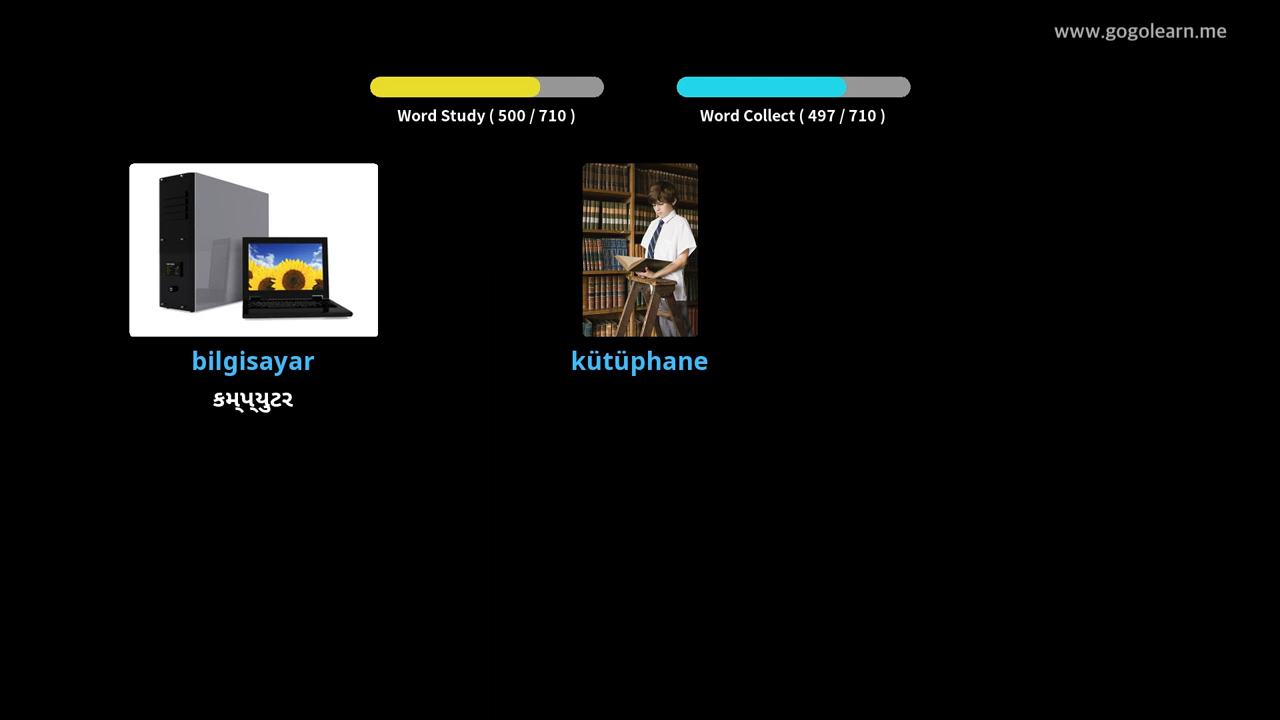 www.gogolearn.me
Word Study ( 500 / 710 )
Word Collect ( 497 / 710 )
bilgisayar
કમ્પ્યુટર
kütüphane